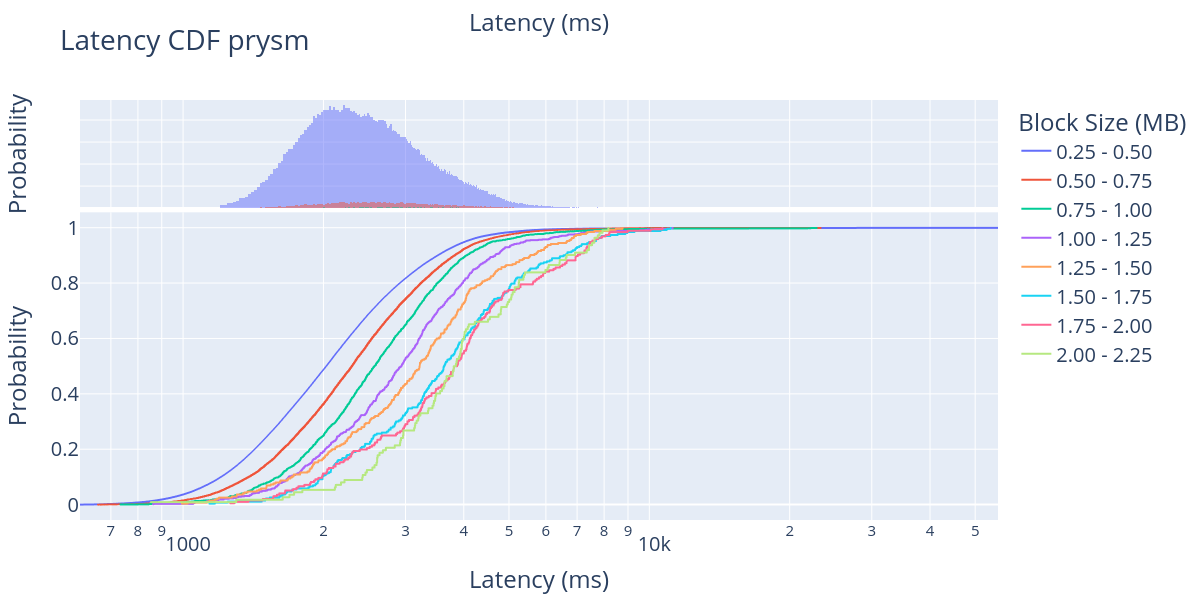 Latency (ms)
Latency CDF prysm
Probability
Block Size (MB)
0.25 - 0.50
0.50 - 0.75
0.75 - 1.00
1.00 - 1.25
1.25 - 1.50
1.50 - 1.75
1.75 - 2.00
2.00 - 2.25
Probability
1
0.8
0.6
0.4
0.2
0
7 8 9 2 3 4 5 6 7 8 9 2 3 4 5
1000 10k
Latency (ms)